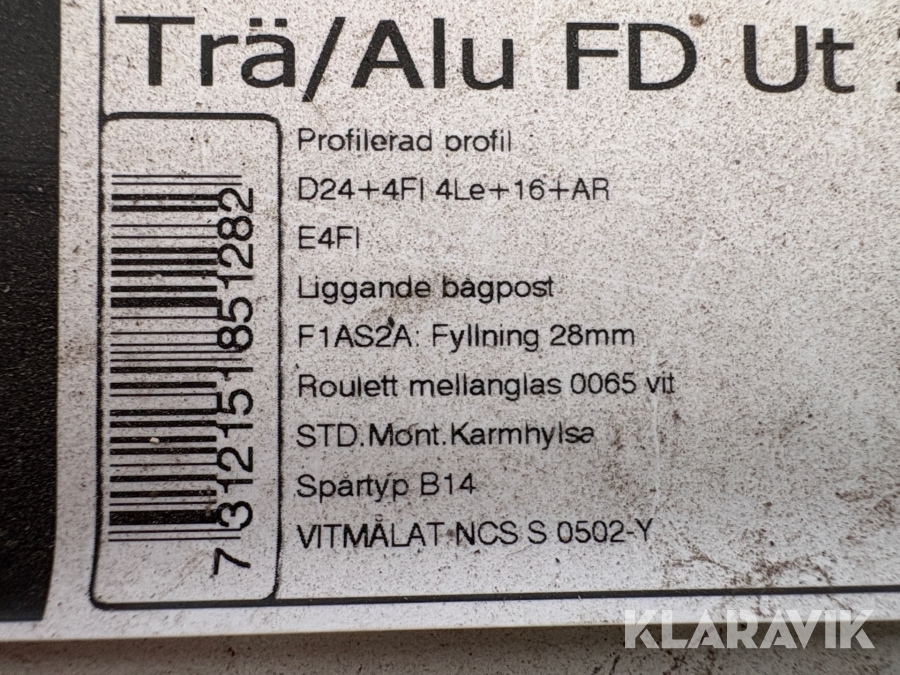 Trä/Alu FD Ut
Profilerad profil
D24+4Fl 4Le+16+AR
E4Fl
Liggande bågpost
F1AS2A: Fyllning 28mm
Roulett mellanglas 0065 vit
STD.Mont.Karmhylsa
Spårtyp B14
VITMÅLAT NCS S 0502-Y
7312151851282
KLARAVIK